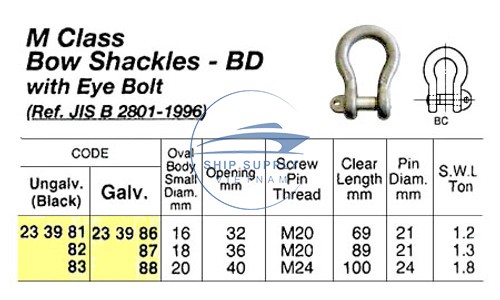 M Class
Bow Shackles - BD
with Eye Bolt
(Ref. JIS B 2801-1996)
BC
SHIP SUPPLY
VIETNAM
CODE Oval Body Small Diam. mm Opening mm Screw Pin Thread Clear Length mm Pin Diam. mm S.W.L Ton
Ungalv. (Black) Galv.
23 39 81 23 39 86 16 32 M20 69 21 1.2
82 87 18 36 M20 89 21 1.3
83 88 20 40 M24 100 24 1.8